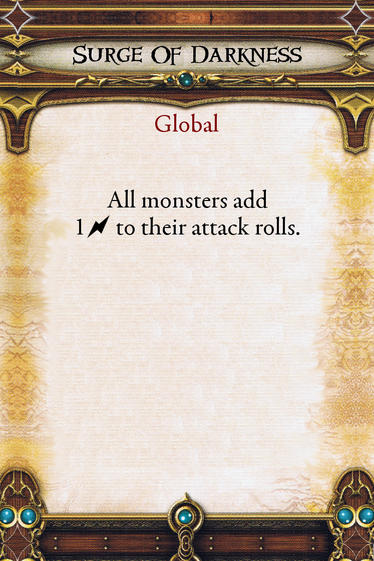 Surge Of Darkness
Global
All monsters add
1⚡ to their attack rolls.